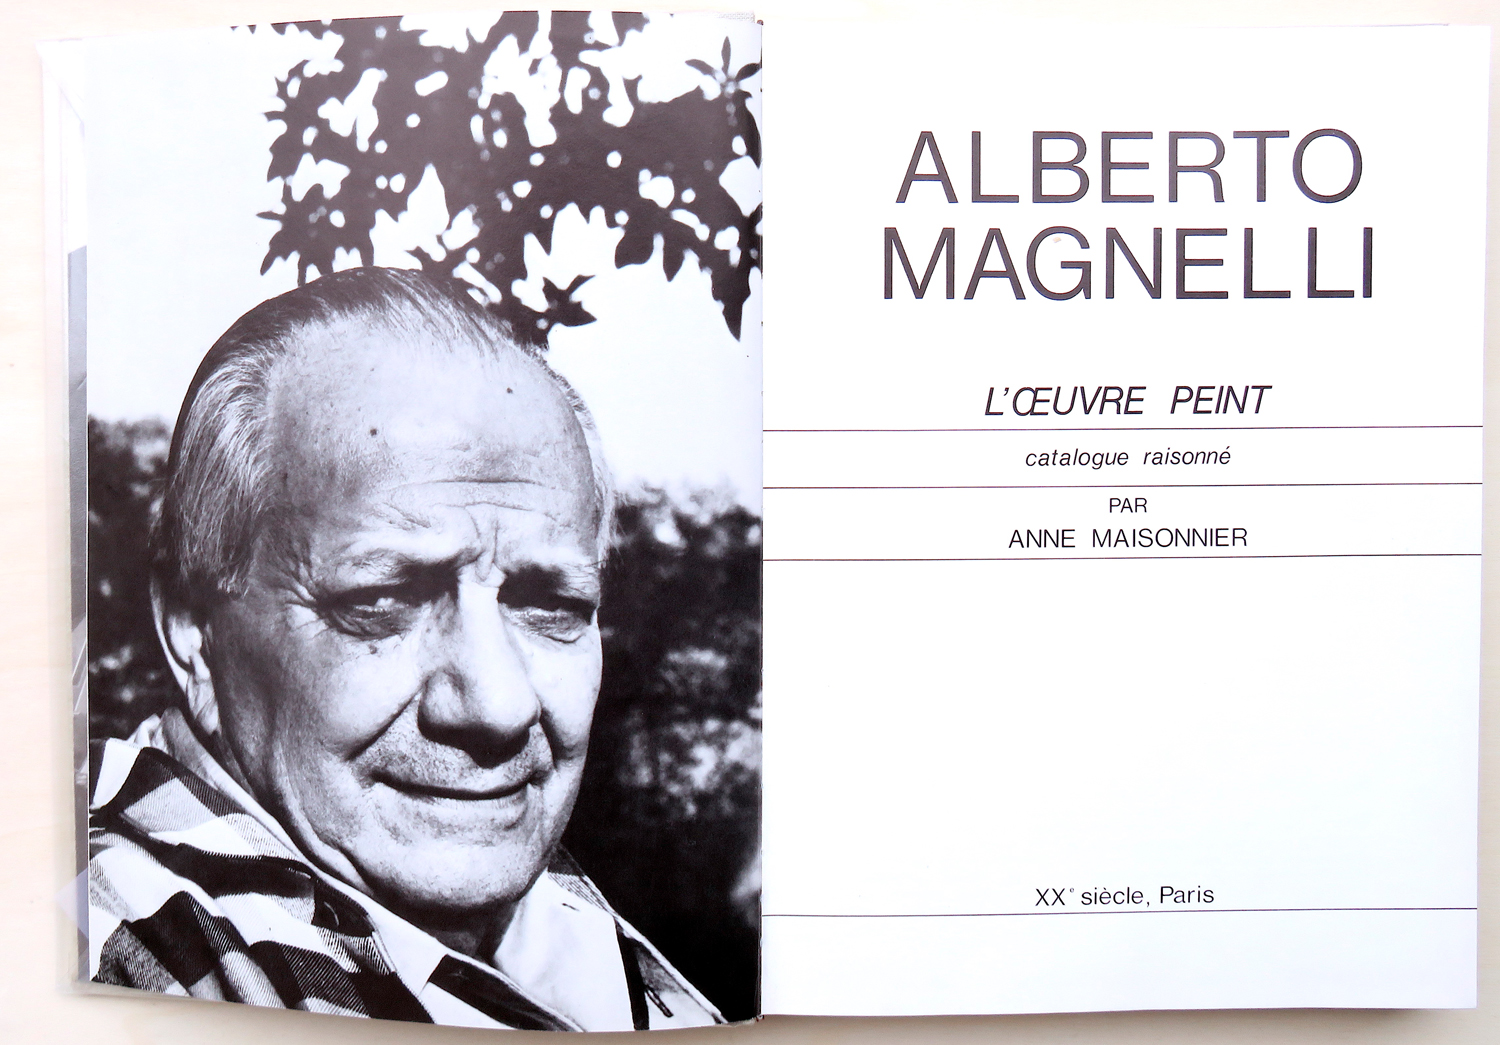 ALBERTO
MAGNELLI
L'ŒUVRE PEINT
catalogue raisonné
PAR
ANNE MAISONNIER
XXᵉ siècle, Paris